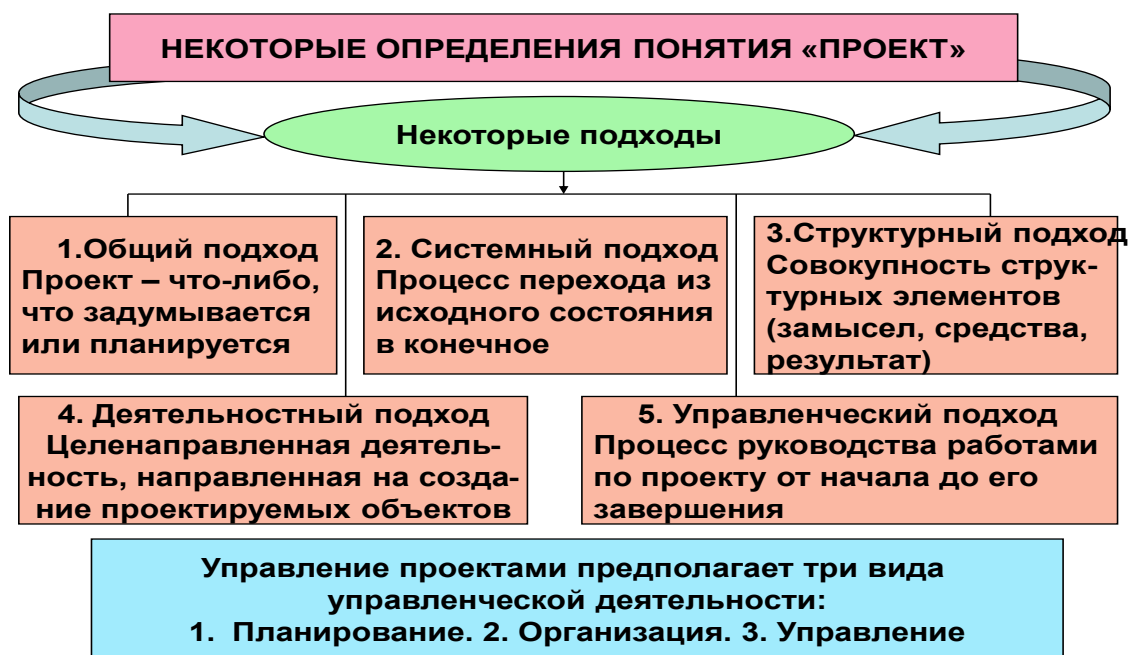 НЕКОТОРЫЕ ОПРЕДЕЛЕНИЯ ПОНЯТИЯ «ПРОЕКТ»
Некоторые подходы
1.Общий подход
Проект – что-либо,
что задумывается
или планируется
2. Системный подход
Процесс перехода из
исходного состояния
в конечное
3.Структурный подход
Совокупность струк-
турных элементов
(замысел, средства,
результат)
4. Деятельностный подход
Целенаправленная деятель-
ность, направленная на созда-
ние проектируемых объектов
5. Управленческий подход
Процесс руководства работами
по проекту от начала до его
завершения
Управление проектами предполагает три вида
управленческой деятельности:
1. Планирование. 2. Организация. 3. Управление